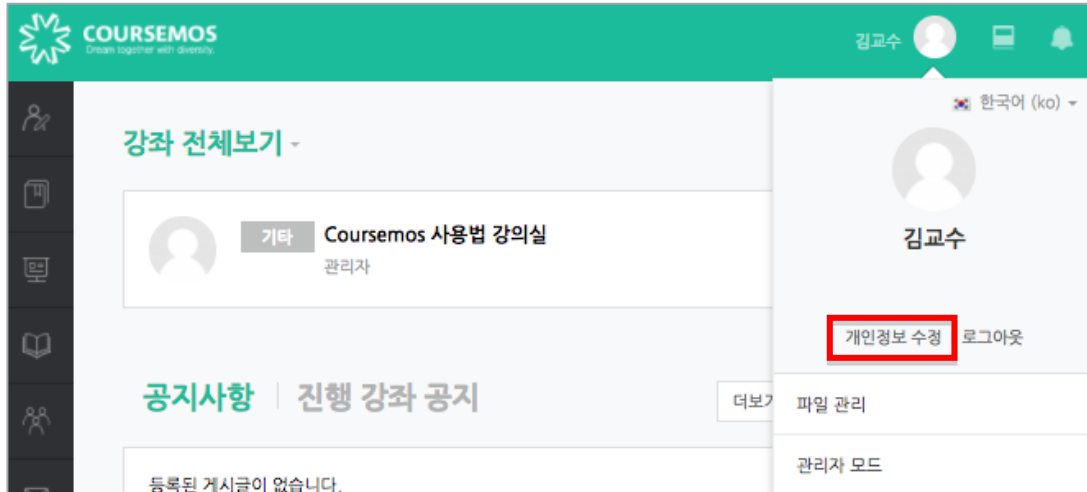 COURSEMOS
Dream together with diversity.
김교수
한국어 (ko)
강좌 전체보기
기타
Coursemos 사용법 강의실
관리자
김교수
개인정보 수정
로그아웃
공지사항
진행 강좌 공지
더보기
파일 관리
관리자 모드
등록된 게시글이 없습니다.